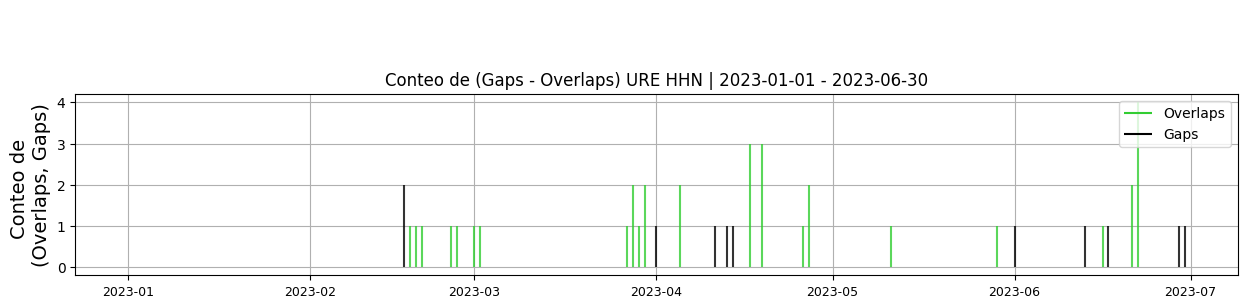 Conteo de (Gaps - Overlaps) URE HHN | 2023-01-01 - 2023-06-30
Conteo de
(Overlaps, Gaps)
4
3
2
1
0
Overlaps
Gaps
2023-01
2023-02
2023-03
2023-04
2023-05
2023-06
2023-07